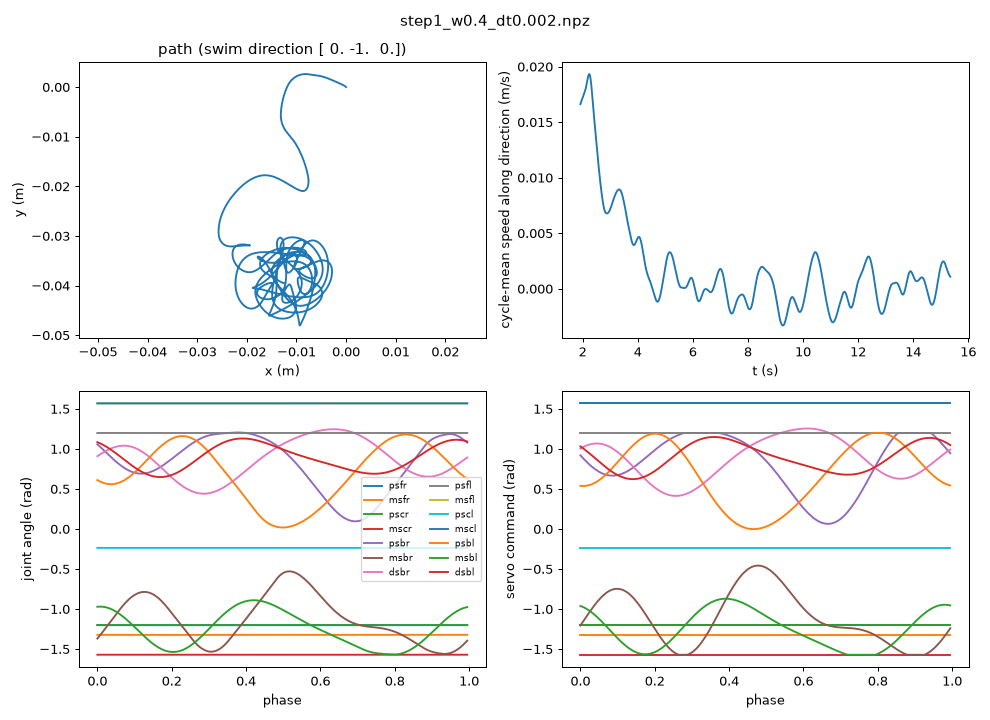 step1_w0.4_dt0.002.npz
path (swim direction [ 0. -1.  0.])
0.00
−0.01
−0.02
−0.03
−0.04
−0.05
y (m)
−0.05 −0.04 −0.03 −0.02 −0.01 0.00 0.01 0.02
x (m)
0.020
0.015
0.010
0.005
0.000
cycle-mean speed along direction (m/s)
2 4 6 8 10 12 14 16
t (s)
1.5
1.0
0.5
0.0
−0.5
−1.0
−1.5
joint angle (rad)
psfr psfl
msfr msfl
pscr pscl
mscr mscl
psbr psbl
msbr msbl
dsbr dsbl
0.0 0.2 0.4 0.6 0.8 1.0
phase
1.5
1.0
0.5
0.0
−0.5
−1.0
−1.5
servo command (rad)
0.0 0.2 0.4 0.6 0.8 1.0
phase